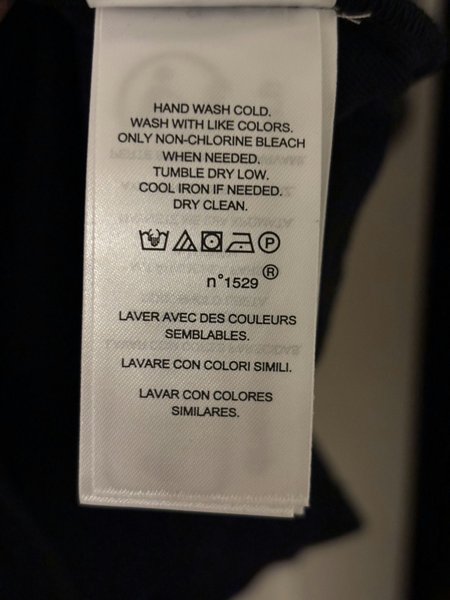 HAND WASH COLD.
WASH WITH LIKE COLORS.
ONLY NON-CHLORINE BLEACH
WHEN NEEDED.
TUMBLE DRY LOW.
COOL IRON IF NEEDED.
DRY CLEAN.
P
n°1529®
LAVER AVEC DES COULEURS
SEMBLABLES.
LAVARE CON COLORI SIMILI.
LAVAR CON COLORES
SIMILARES.